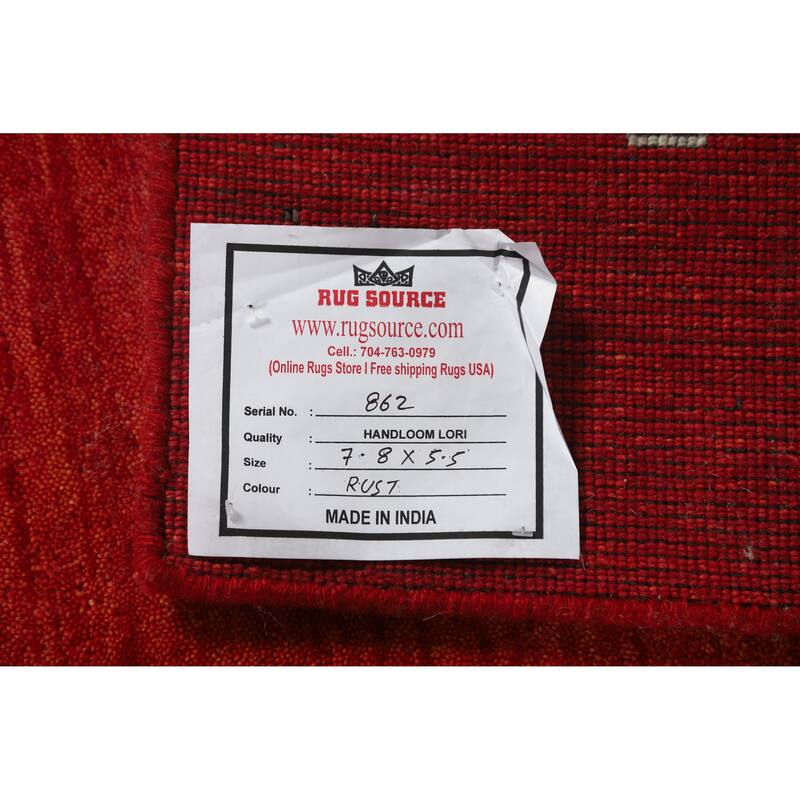 RUG SOURCE
www.rugsource.com
Cell.: 704-763-0979
(Online Rugs Store I Free shipping Rugs USA)
Serial No. : 862
Quality : HANDLOOM LORI
Size : 7.8 X 5.5
Colour : RUST
MADE IN INDIA